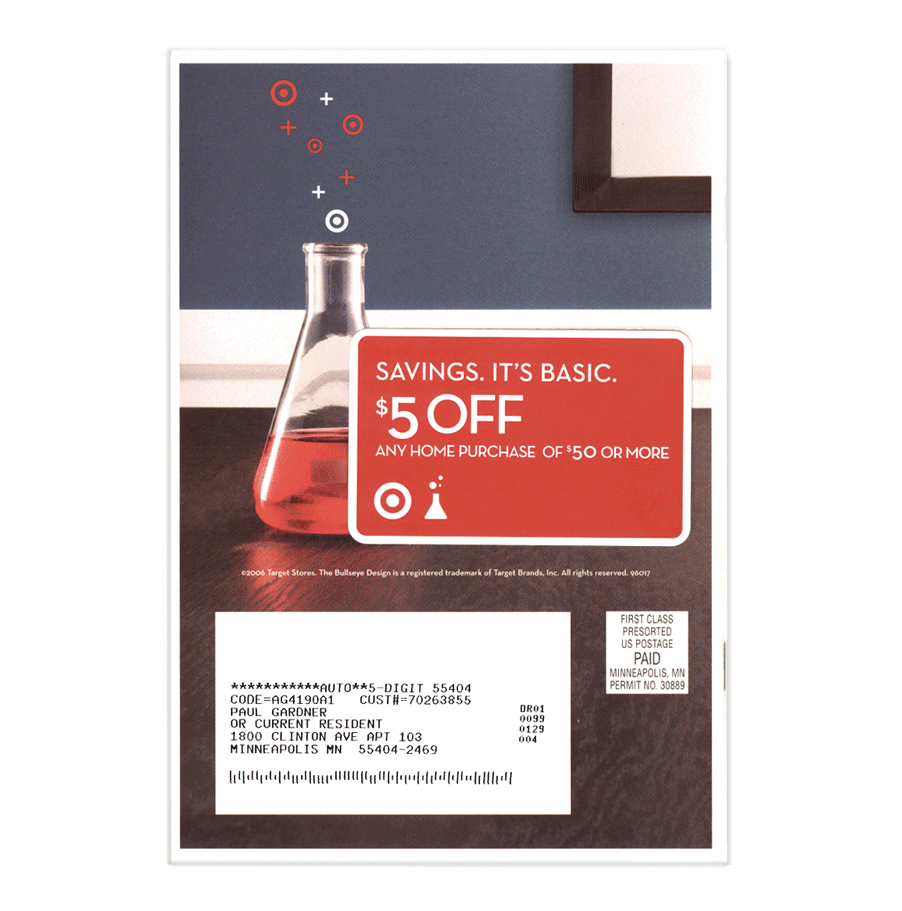 SAVINGS. IT'S BASIC.
$5 OFF
ANY HOME PURCHASE OF $50 OR MORE
©2006 Target Stores. The Bullseye Design is a registered trademark of Target Brands, Inc. All rights reserved. 96017
FIRST CLASS
PRESORTED
US POSTAGE
PAID
MINNEAPOLIS, MN
PERMIT NO. 30889
***********AUTO**5-DIGIT 55404
CODE=AG4190A1 CUST#=70263855
PAUL GARDNER
OR CURRENT RESIDENT
1800 CLINTON AVE APT 103
MINNEAPOLIS MN 55404-2469
DR01
0099
0129
004